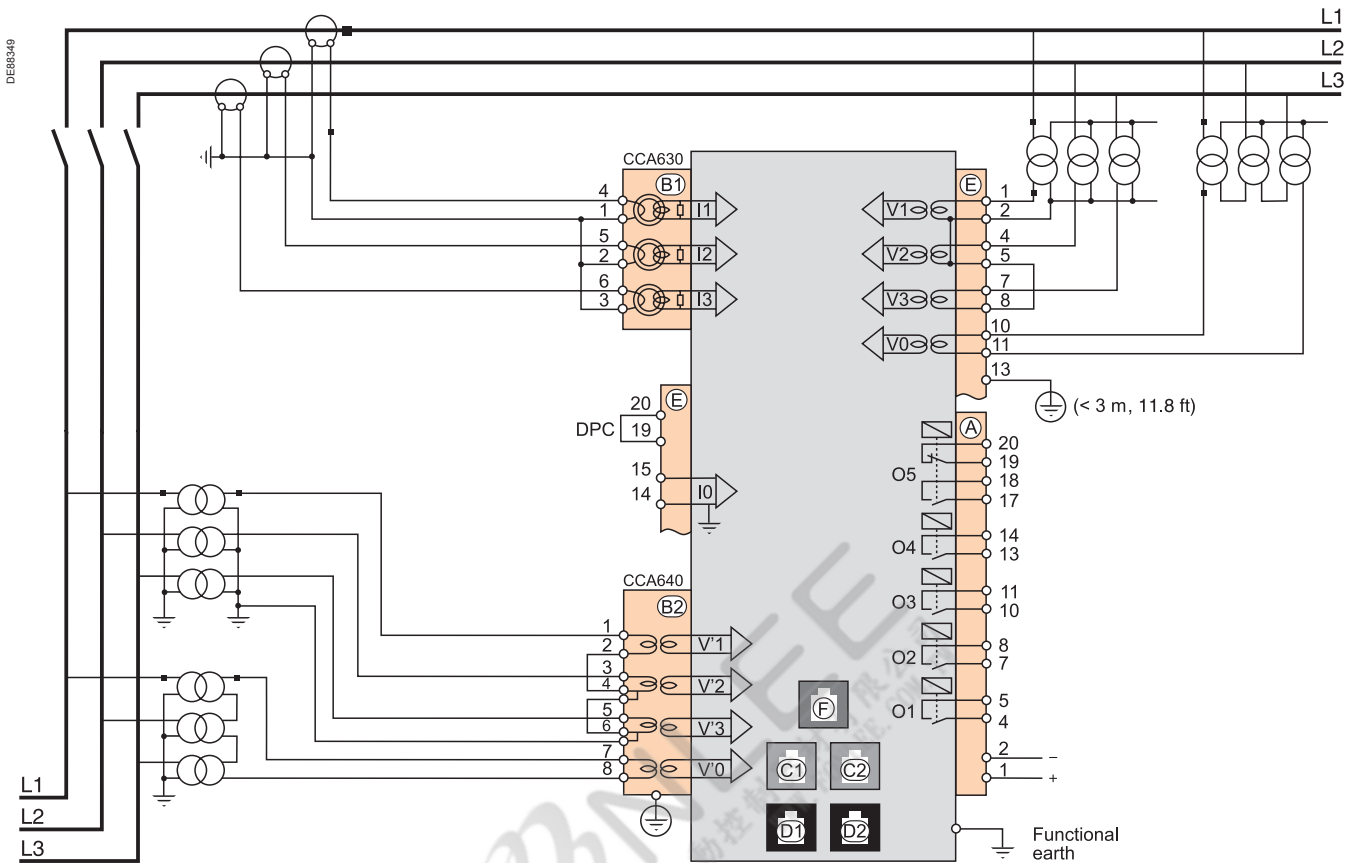 DE88349
L1
L2
L3
CCA630
B1
4
1
5
2
6
3
I1
I2
I3
E
V1
V2
V3
V0
1
2
4
5
7
8
10
11
13
(< 3 m, 11.8 ft)
E
DPC
20
19
15
14
I0
A
O5
20
19
18
17
O4
14
13
O3
11
10
O2
8
7
O1
5
4
2 –
1 +
CCA640
B2
1
2
3
4
5
6
7
8
V'1
V'2
V'3
V'0
F
C1
C2
D1
D2
L1
L2
L3
Functional
earth